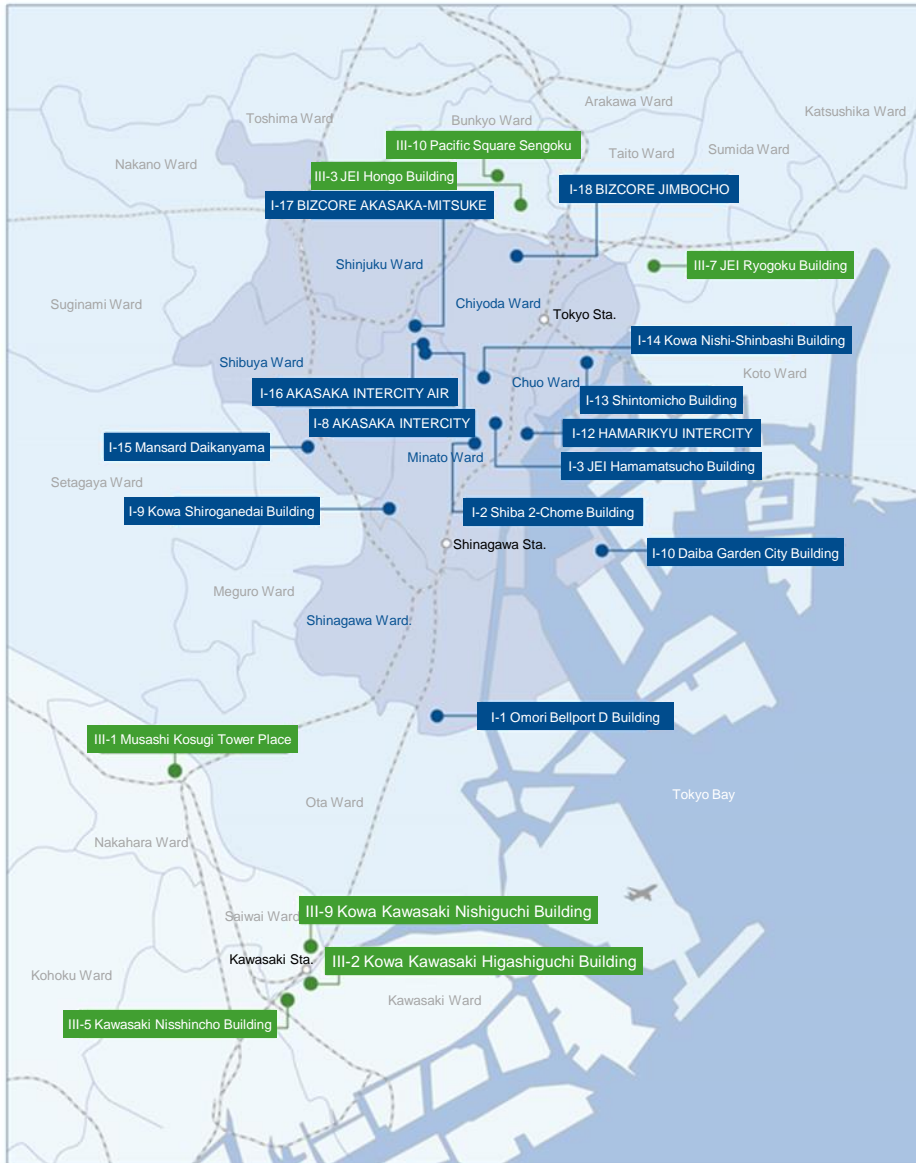 Arakawa Ward
Katsushika Ward
Toshima Ward
Bunkyo Ward
III-10 Pacific Square Sengoku
Taito Ward
Sumida Ward
Nakano Ward
III-3 JEI Hongo Building
I-18 BIZCORE JIMBOCHO
I-17 BIZCORE AKASAKA-MITSUKE
Shinjuku Ward
III-7 JEI Ryogoku Building
Suginami Ward
Chiyoda Ward
Tokyo Sta.
I-14 Kowa Nishi-Shinbashi Building
Shibuya Ward
Koto Ward
Chuo Ward
I-16 AKASAKA INTERCITY AIR
I-13 Shintomicho Building
I-8 AKASAKA INTERCITY
I-12 HAMARIKYU INTERCITY
I-15 Mansard Daikanyama
Minato Ward
I-3 JEI Hamamatsucho Building
Setagaya Ward
I-9 Kowa Shiroganedai Building
I-2 Shiba 2-Chome Building
Shinagawa Sta.
I-10 Daiba Garden City Building
Meguro Ward
Shinagawa Ward.
I-1 Omori Bellport D Building
III-1 Musashi Kosugi Tower Place
Tokyo Bay
Ota Ward
Nakahara Ward
III-9 Kowa Kawasaki Nishiguchi Building
Saiwai Ward
Kawasaki Sta.
III-2 Kowa Kawasaki Higashiguchi Building
Kohoku Ward
Kawasaki Ward
III-5 Kawasaki Nisshincho Building